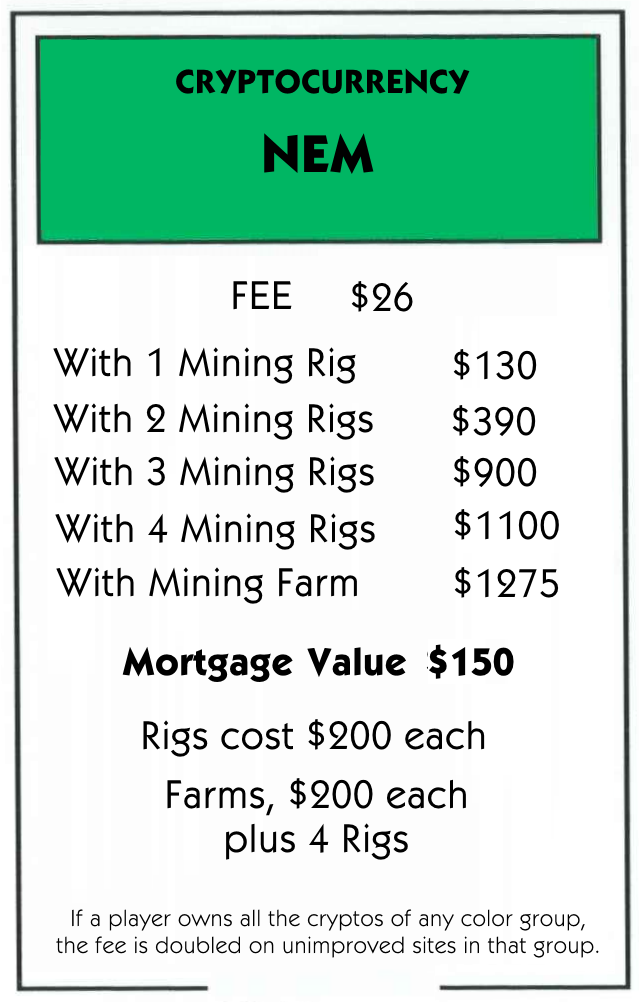 CRYPTOCURRENCY
NEM
FEE $26
With 1 Mining Rig $130
With 2 Mining Rigs $390
With 3 Mining Rigs $900
With 4 Mining Rigs $1100
With Mining Farm $1275
Mortgage Value $150
Rigs cost $200 each
Farms, $200 each
plus 4 Rigs
If a player owns all the cryptos of any color group,
the fee is doubled on unimproved sites in that group.